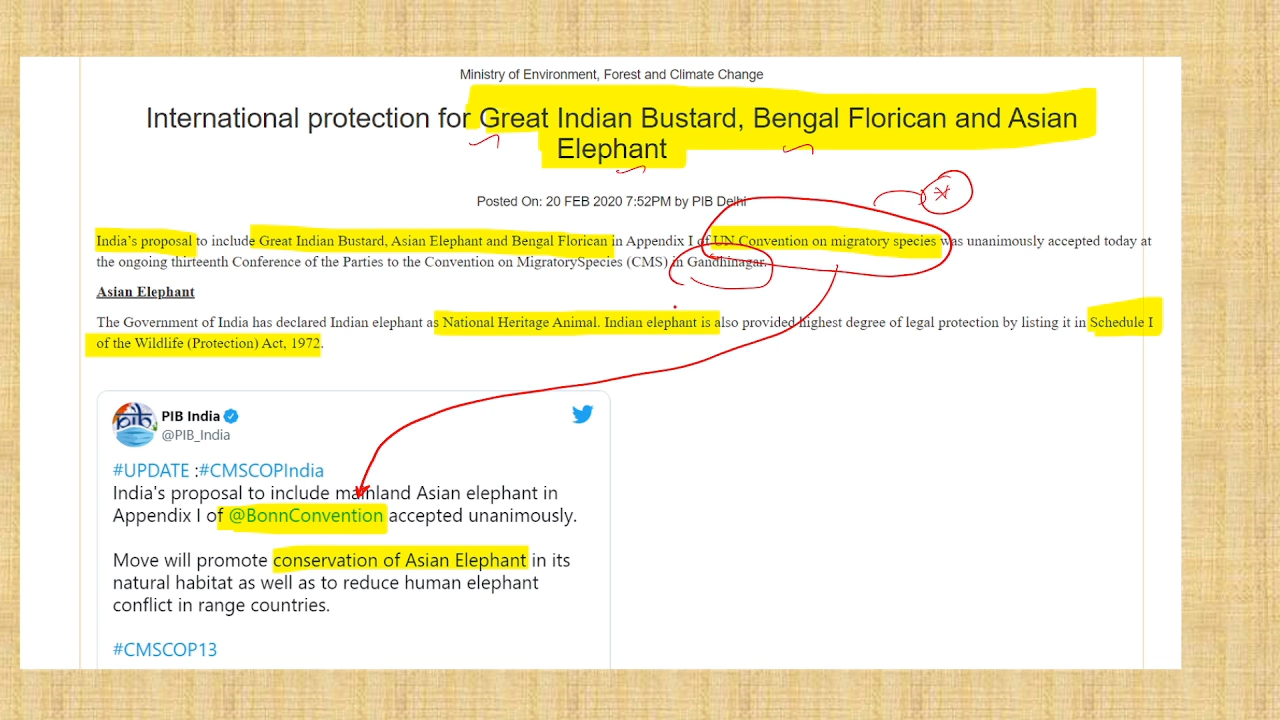 Ministry of Environment, Forest and Climate Change
International protection for Great Indian Bustard, Bengal Florican and Asian
Elephant
Posted On: 20 FEB 2020 7:52PM by PIB Delhi
India's proposal to include Great Indian Bustard, Asian Elephant and Bengal Florican in Appendix I of UN Convention on migratory species was unanimously accepted today at
the ongoing thirteenth Conference of the Parties to the Convention on MigratorySpecies (CMS) in Gandhinagar.
Asian Elephant
The Government of India has declared Indian elephant as National Heritage Animal. Indian elephant is also provided highest degree of legal protection by listing it in Schedule I
of the Wildlife (Protection) Act, 1972.
PIB India
@PIB_India
#UPDATE :#CMSCOPIndia
India's proposal to include mainland Asian elephant in
Appendix I of @BonnConvention accepted unanimously.
Move will promote conservation of Asian Elephant in its
natural habitat as well as to reduce human elephant
conflict in range countries.
#CMSCOP13